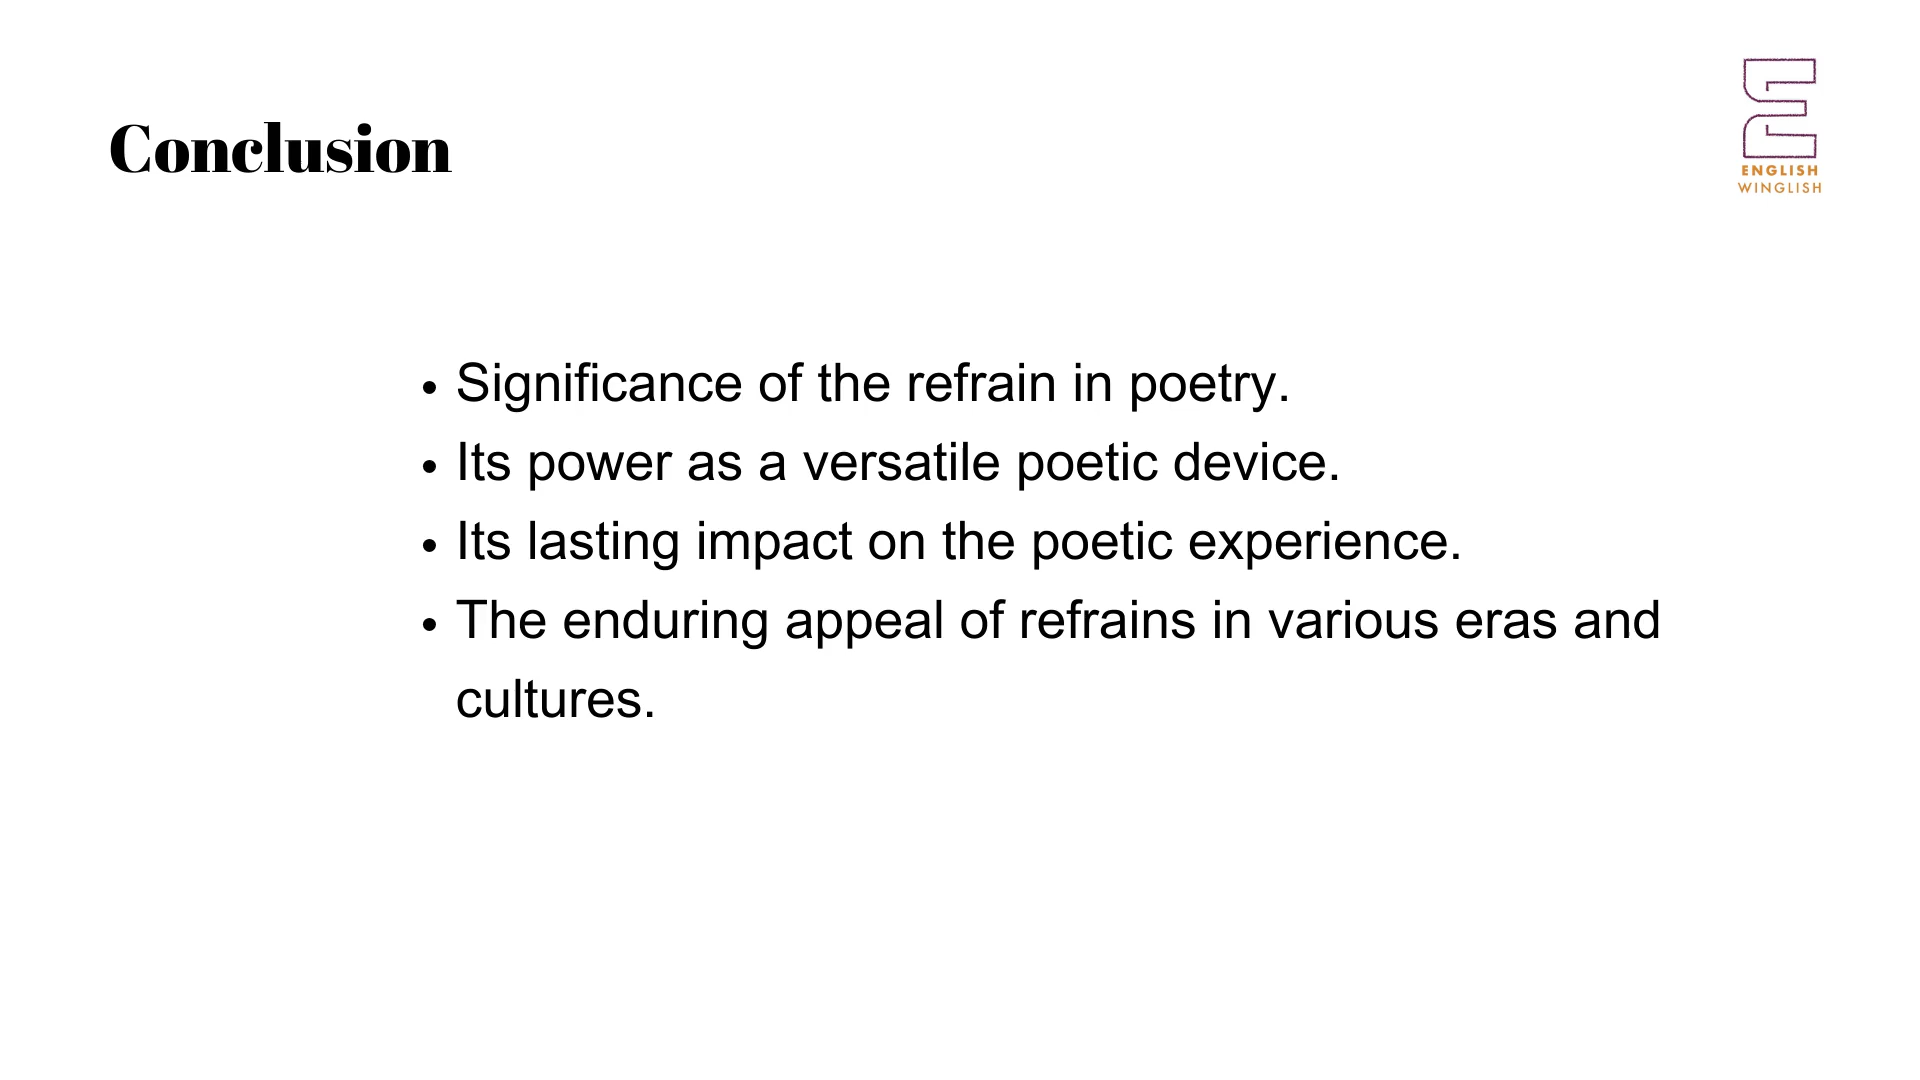 Conclusion
ENGLISH
WINGLISH
• Significance of the refrain in poetry.
• Its power as a versatile poetic device.
• Its lasting impact on the poetic experience.
• The enduring appeal of refrains in various eras and
cultures.